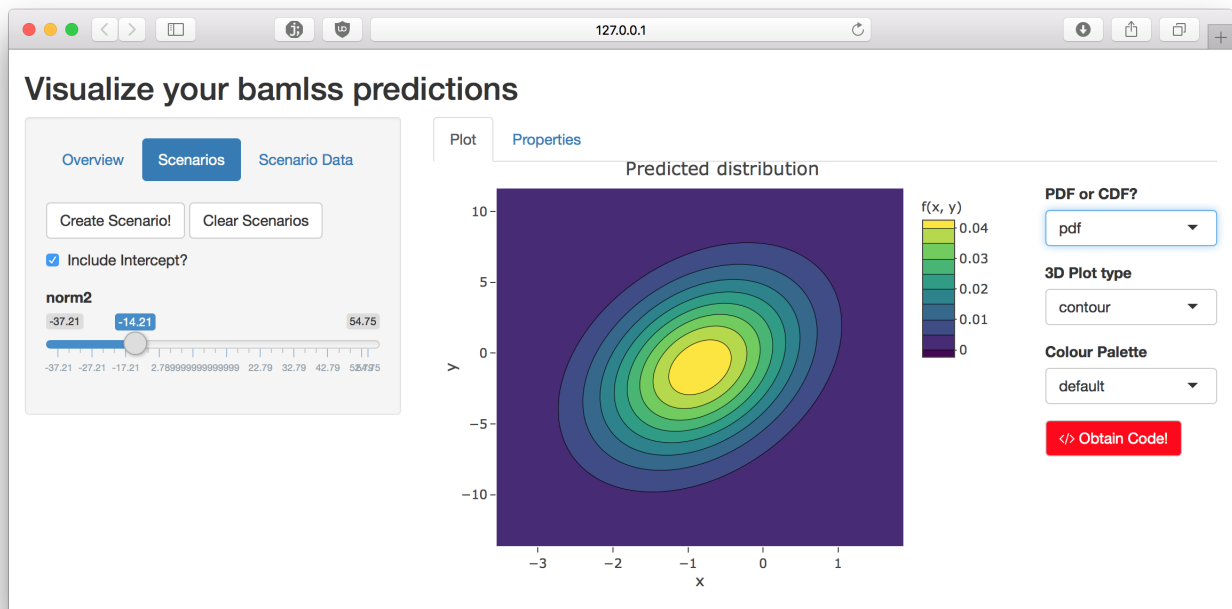 127.0.0.1
Visualize your bamlss predictions
Overview
Scenarios
Scenario Data
Create Scenario!
Clear Scenarios
Include Intercept?
norm2
-37.21
-14.21
54.75
-37.21 -27.21 -17.21 2.789999999999999 22.79 32.79 42.79
Plot
Properties
Predicted distribution
10
5
0
−5
−10
y
−3
−2
−1
0
1
x
f(x, y)
0.04
0.03
0.02
0.01
0
PDF or CDF?
pdf
3D Plot type
contour
Colour Palette
default
</> Obtain Code!